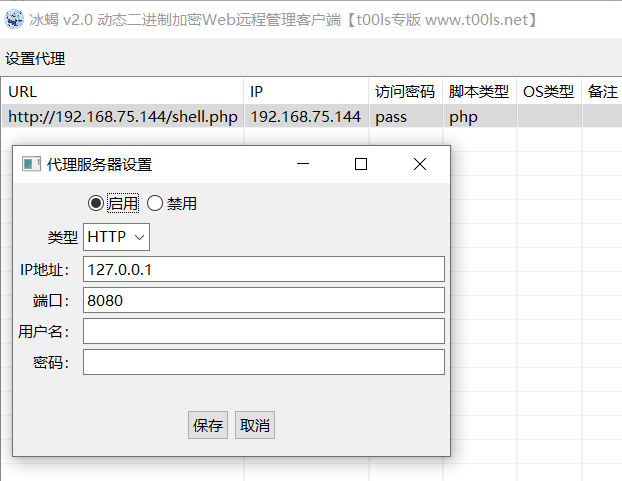 冰蝎 v2.0 动态二进制加密Web远程管理客户端【t00ls专版 www.t00ls.net】
设置代理
URL IP 访问密码 脚本类型 OS类型 备注
http://192.168.75.144/shell.php 192.168.75.144 pass php
代理服务器设置
启用 禁用
类型 HTTP
IP地址： 127.0.0.1
端口： 8080
用户名：
密码：
保存 取消